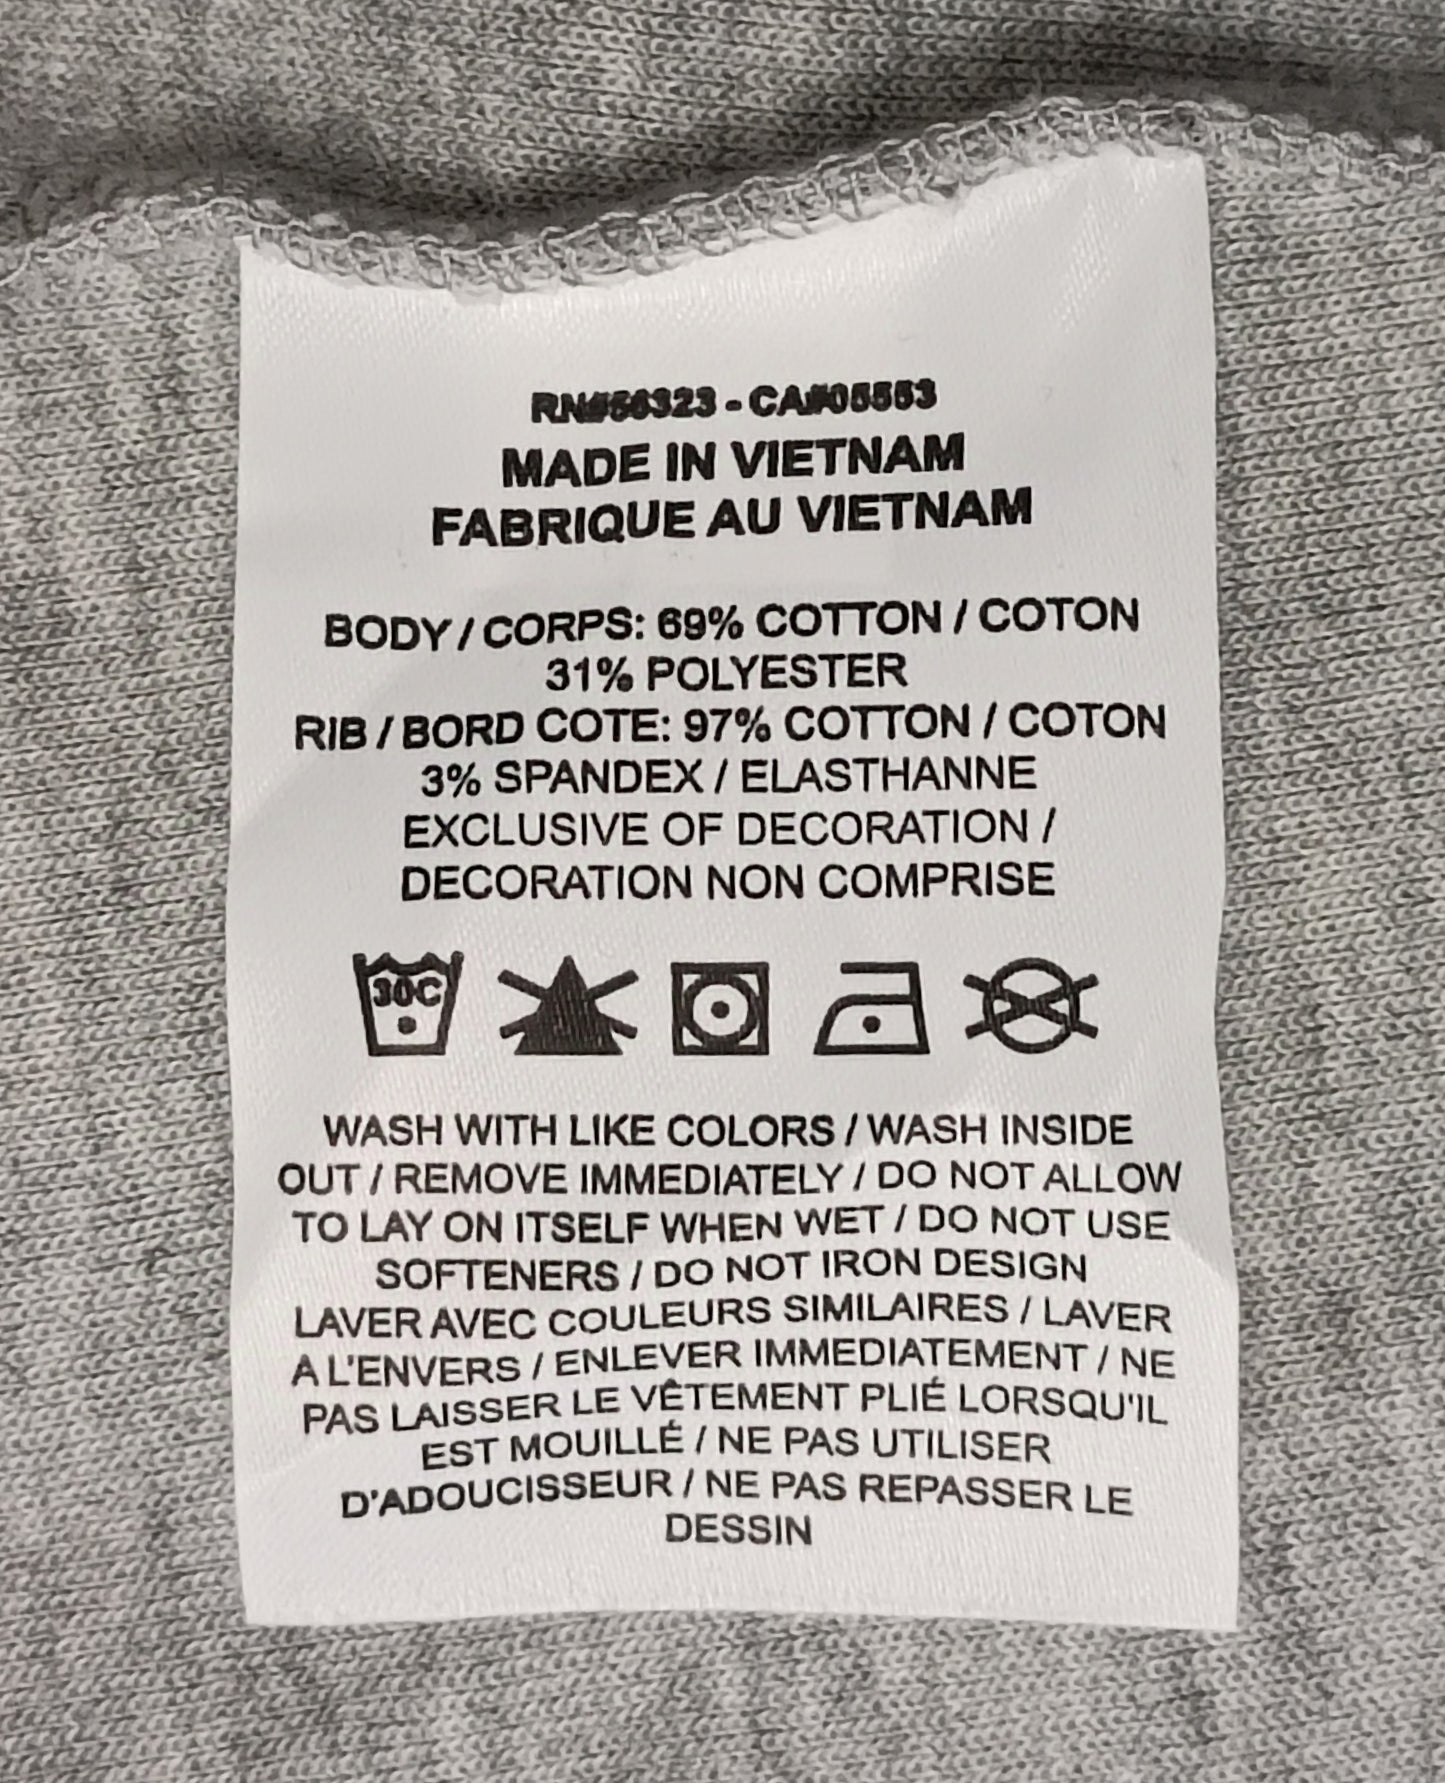 RN#56323 - CA#05553
MADE IN VIETNAM
FABRIQUE AU VIETNAM
BODY / CORPS: 69% COTTON / COTON
31% POLYESTER
RIB / BORD COTE: 97% COTTON / COTON
3% SPANDEX / ELASTHANNE
EXCLUSIVE OF DECORATION /
DECORATION NON COMPRISE
30C
WASH WITH LIKE COLORS / WASH INSIDE
OUT / REMOVE IMMEDIATELY / DO NOT ALLOW
TO LAY ON ITSELF WHEN WET / DO NOT USE
SOFTENERS / DO NOT IRON DESIGN
LAVER AVEC COULEURS SIMILAIRES / LAVER
A L'ENVERS / ENLEVER IMMEDIATEMENT / NE
PAS LAISSER LE VÊTEMENT PLIÉ LORSQU'IL
EST MOUILLÉ / NE PAS UTILISER
D'ADOUCISSEUR / NE PAS REPASSER LE
DESSIN